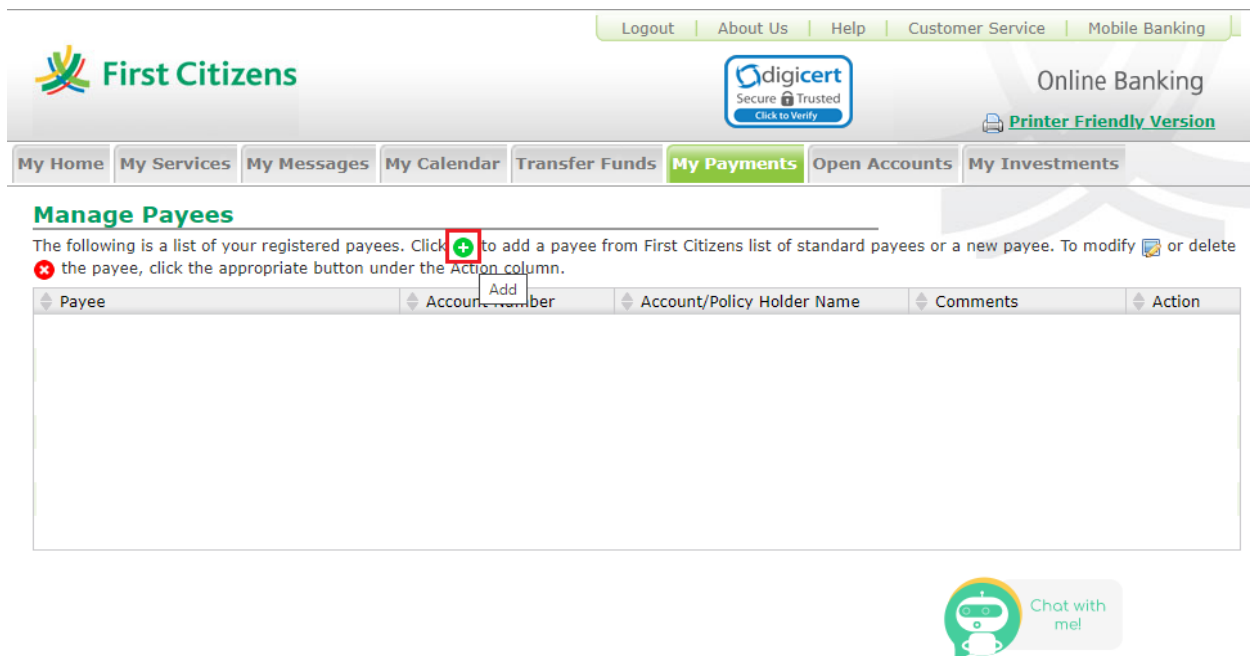 Logout | About Us | Help | Customer Service | Mobile Banking
First Citizens
digicert
Secure Trusted
Click to Verify
Online Banking
Printer Friendly Version
My Home My Services My Messages My Calendar Transfer Funds My Payments Open Accounts My Investments
Manage Payees
The following is a list of your registered payees. Click to add a payee from First Citizens list of standard payees or a new payee. To modify or delete
the payee, click the appropriate button under the Action column.
Add
Payee Account Number Account/Policy Holder Name Comments Action
Chat with
me!